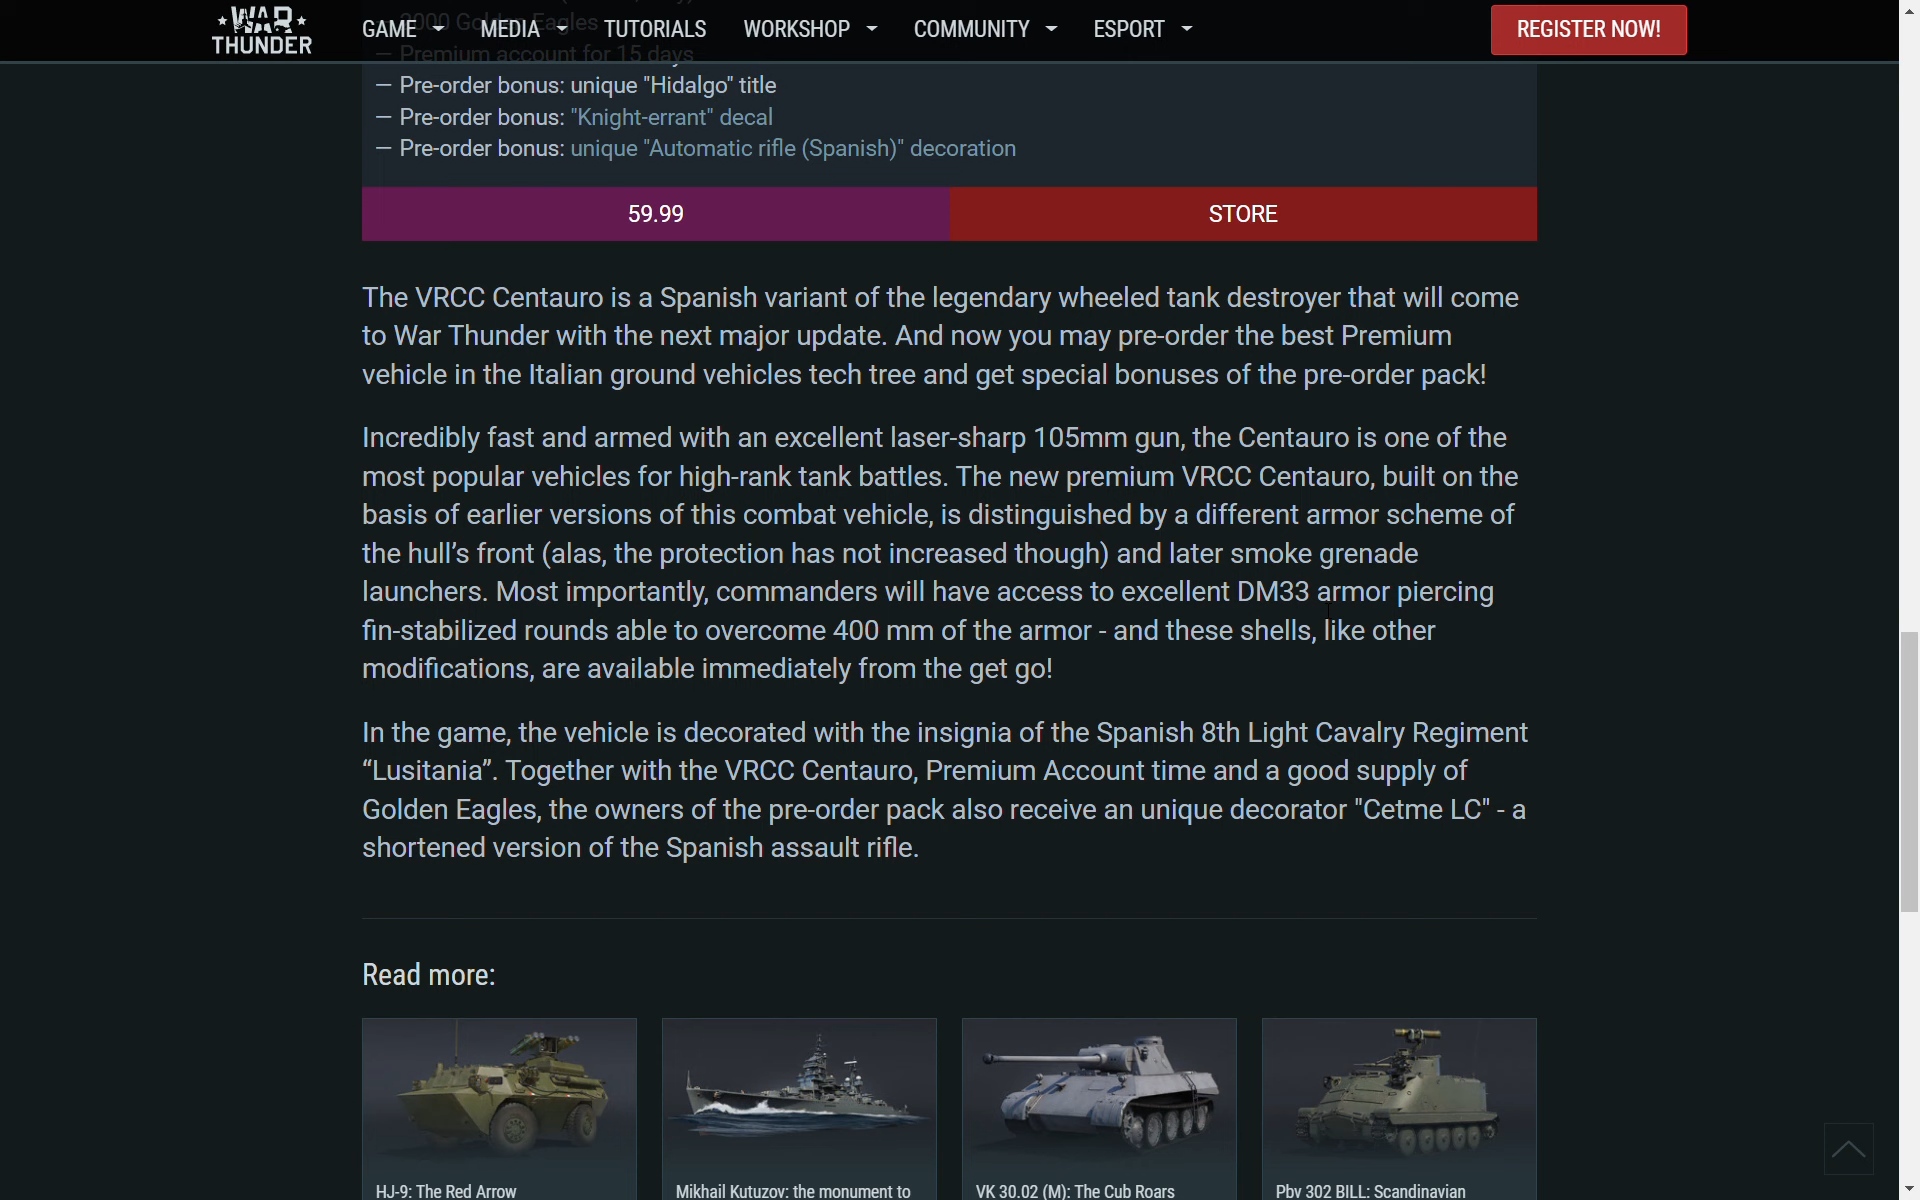 WAR
THUNDER
GAME
MEDIA
TUTORIALS
WORKSHOP
COMMUNITY
ESPORT
REGISTER NOW!
— 2000 Golden Eagles
— Premium account for 15 days
— Pre-order bonus: unique "Hidalgo" title
— Pre-order bonus: "Knight-errant" decal
— Pre-order bonus: unique "Automatic rifle (Spanish)" decoration
59.99
STORE
The VRCC Centauro is a Spanish variant of the legendary wheeled tank destroyer that will come
to War Thunder with the next major update. And now you may pre-order the best Premium
vehicle in the Italian ground vehicles tech tree and get special bonuses of the pre-order pack!
Incredibly fast and armed with an excellent laser-sharp 105mm gun, the Centauro is one of the
most popular vehicles for high-rank tank battles. The new premium VRCC Centauro, built on the
basis of earlier versions of this combat vehicle, is distinguished by a different armor scheme of
the hull’s front (alas, the protection has not increased though) and later smoke grenade
launchers. Most importantly, commanders will have access to excellent DM33 armor piercing
fin-stabilized rounds able to overcome 400 mm of the armor - and these shells, like other
modifications, are available immediately from the get go!
In the game, the vehicle is decorated with the insignia of the Spanish 8th Light Cavalry Regiment
“Lusitania”. Together with the VRCC Centauro, Premium Account time and a good supply of
Golden Eagles, the owners of the pre-order pack also receive an unique decorator "Cetme LC" - a
shortened version of the Spanish assault rifle.
Read more:
HJ-9: The Red Arrow
Mikhail Kutuzov: the monument to
VK 30.02 (M): The Cub Roars
Pbv 302 BILL: Scandinavian